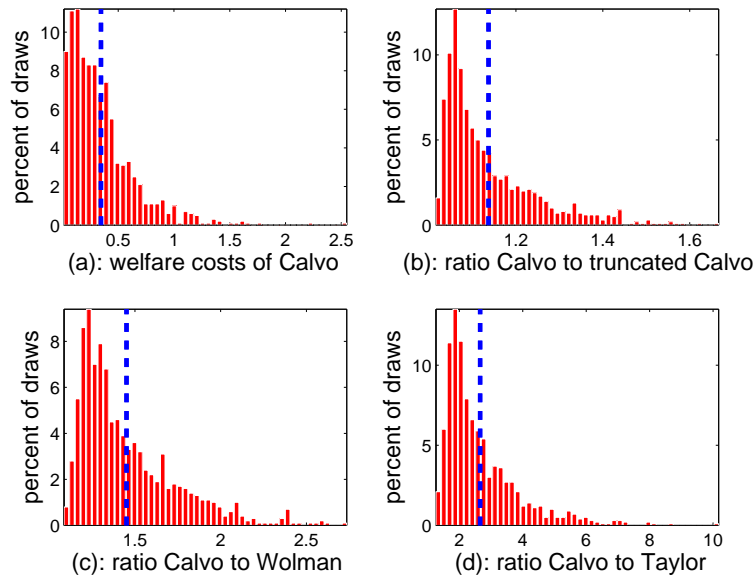 percent of draws
10
8
6
4
2
0
0.5 1 1.5 2 2.5
(a): welfare costs of Calvo
percent of draws
10
5
0
1.2 1.4 1.6
(b): ratio Calvo to truncated Calvo
percent of draws
8
6
4
2
0
1.5 2 2.5
(c): ratio Calvo to Wolman
percent of draws
10
5
0
2 4 6 8 10
(d): ratio Calvo to Taylor